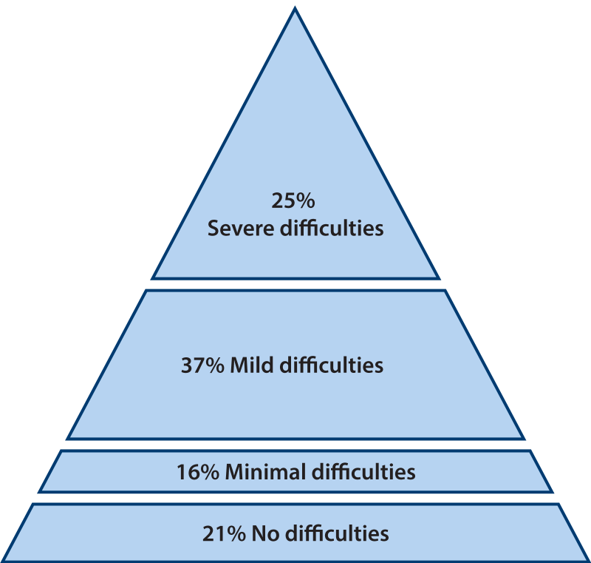 25%
Severe difficulties
37% Mild difficulties
16% Minimal difficulties
21% No difficulties